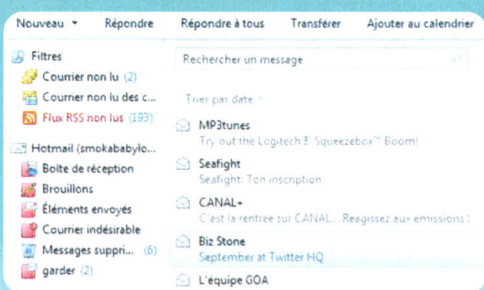 Nouveau Répondre Répondre à tous Transférer Ajouter au calendrier
Filtres
Courrier non lu (2)
Courrier non lu des c...
Flux RSS non lus (193)
Hotmail (smokababylo...
Boîte de réception
Brouillons
Éléments envoyés
Courrier indésirable
Messages suppri... (6)
garder (2)
Rechercher un message
Trier par date
MP3tunes
Try out the Logitech® Squeezebox™ Boom!
Seafight
Seafight: Ton inscription
CANAL+
C'est la rentrée sur CANAL... Reagissez aux emissions !
Biz Stone
September at Twitter HQ
L'équipe GOA